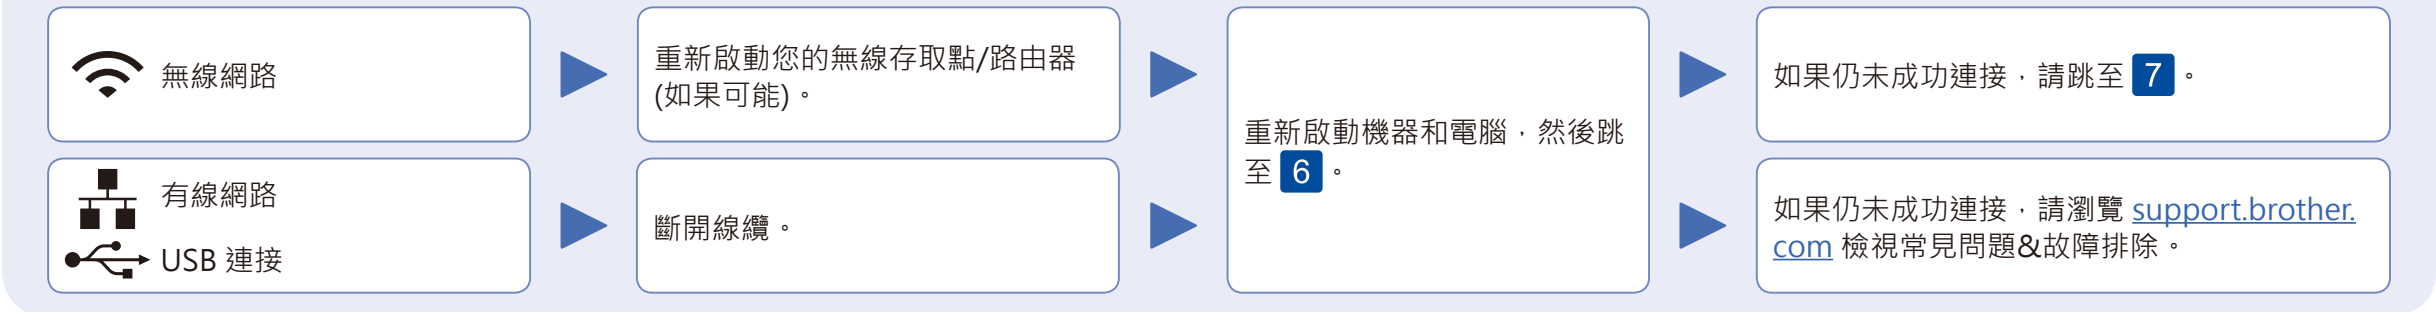 無線網路
重新啟動您的無線存取點/路由器
(如果可能)。
重新啟動機器和電腦，然後跳
至 6 。
如果仍未成功連接，請跳至 7 。
有線網路
USB 連接
斷開線纜。
如果仍未成功連接，請瀏覽 support.brother.
com 檢視常見問題&故障排除。